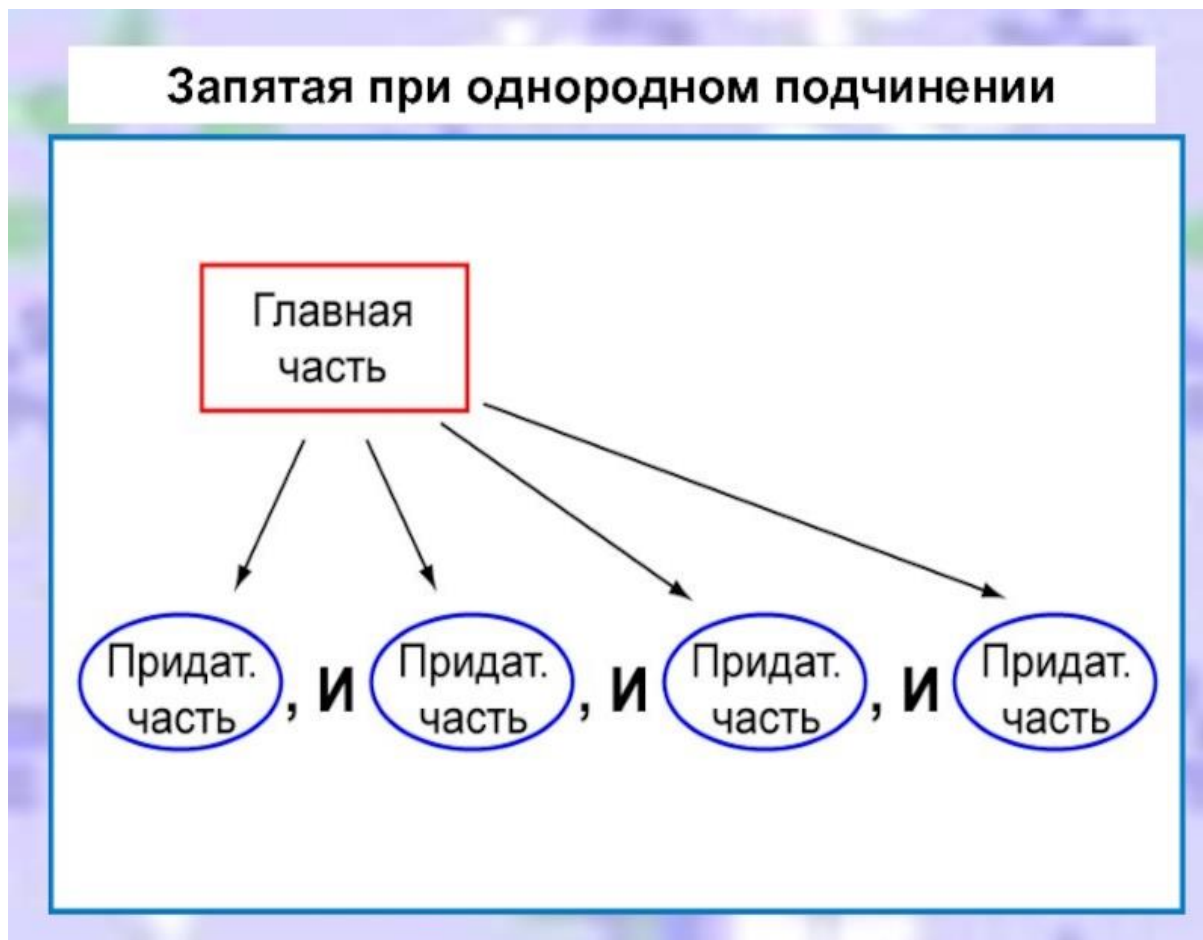 Запятая при однородном подчинении
Главная
часть
Придат.
часть
, И
Придат.
часть
, И
Придат.
часть
, И
Придат.
часть